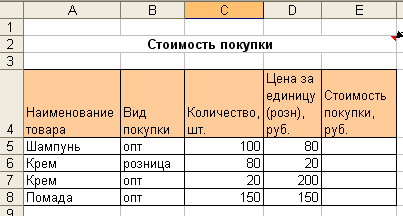 A B C D E
1
2 Стоимость покупки
3
Цена за
единицу Стоимость
Наименование Вид Количество, (розн), покупки,
4 товара покупки шт. руб. руб.
5 Шампунь опт 100 80
6 Крем розница 80 20
7 Крем опт 20 200
8 Помада опт 150 150